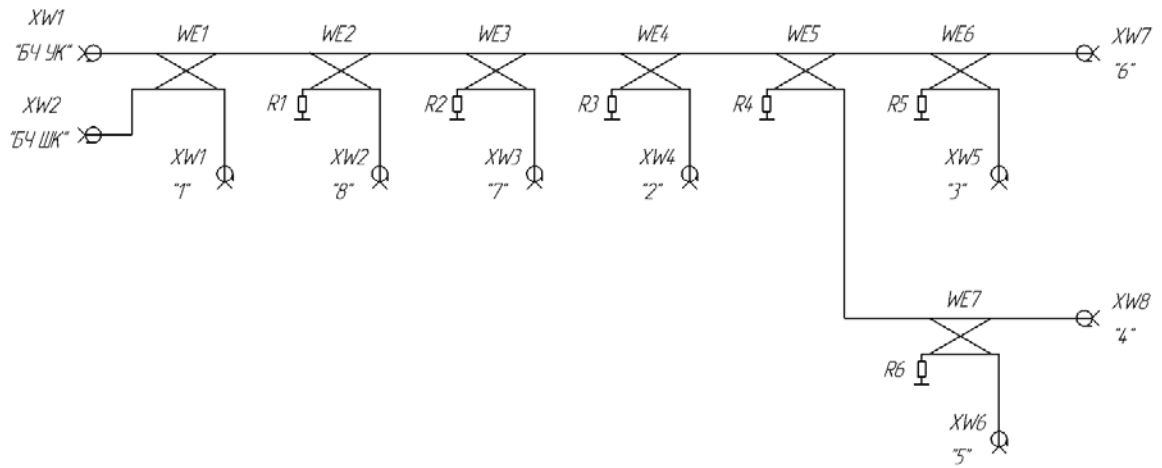 XW1
"БЧ УК"
WE1
WE2
WE3
WE4
WE5
WE6
XW7
"6"
XW2
"БЧ ШК"
R1
R2
R3
R4
R5
XW1
"1"
XW2
"8"
XW3
"7"
XW4
"2"
XW5
"3"
WE7
XW8
"4"
R6
XW6
"5"